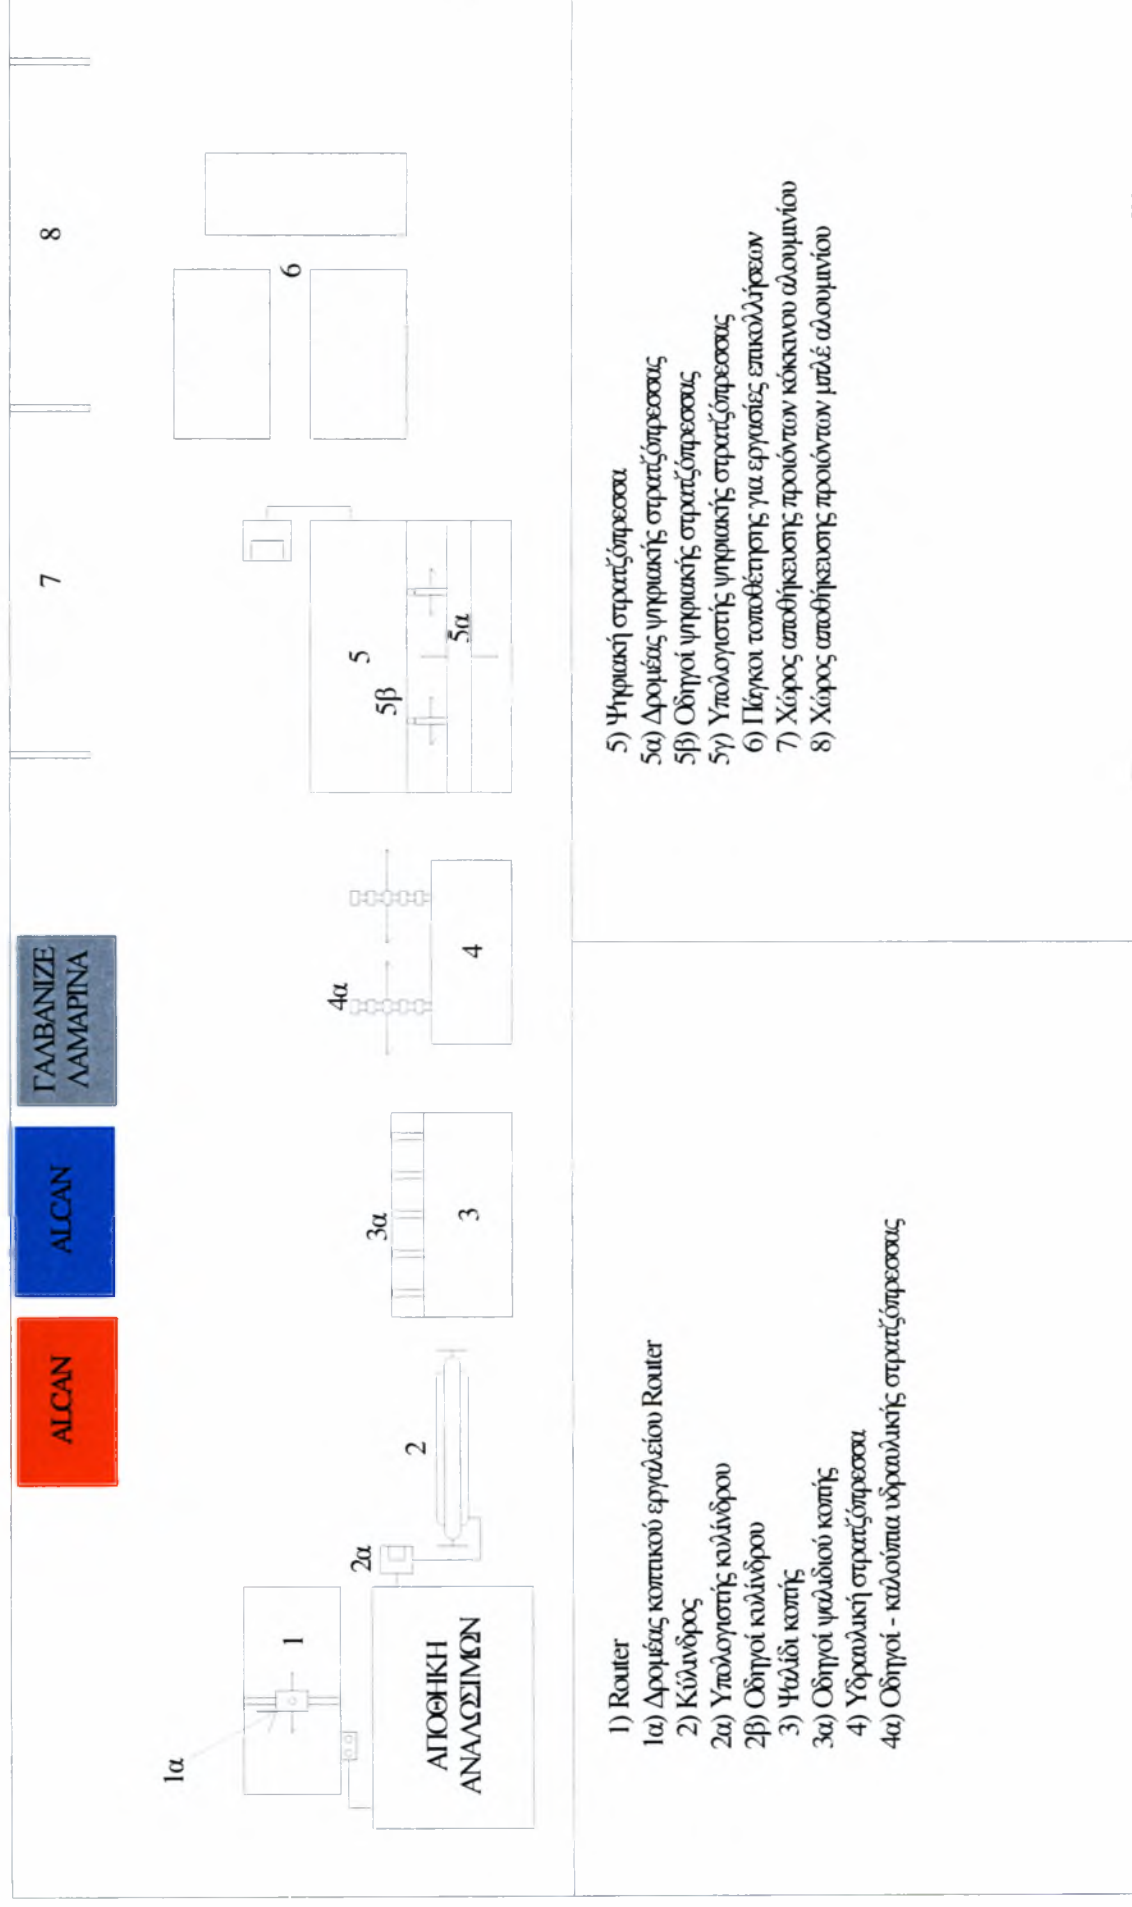 ALCAN
ALCAN
ΓΑΛΒΑΝΙΖΕ
ΛΑΜΑΡΙΝΑ
7
8
1α
1
ΑΠΟΘΗΚΗ
ΑΝΑΛΩΣΙΜΩΝ
2α
2
3α
3
4α
4
5β
5
5α
6
1) Router
1α) Δρομέας κοπτικού εργαλείου Router
2) Κύλινδρος
2α) Υπολογιστής κυλίνδρου
2β) Οδηγοί κυλίνδρου
3) Ψαλίδι κοπής
3α) Οδηγοί ψαλιδιού κοπής
4) Υδραυλική στρατζόπρεσσα
4α) Οδηγοί - καλούπια υδραυλικής στρατζόπρεσσας
5) Ψηφιακή στρατζόπρεσσα
5α) Δρομέας ψηφιακής στρατζόπρεσσας
5β) Οδηγοί ψηφιακής στρατζόπρεσσας
5γ) Υπολογιστής ψηφιακής στρατζόπρεσσας
6) Πάγκοι τοποθέτησης για εργασίες επικολλήσεων
7) Χώρος αποθήκευσης προιόντων κόκκινου αλουμινίου
8) Χώρος αποθήκευσης προιόντων μπλέ αλουμινίου